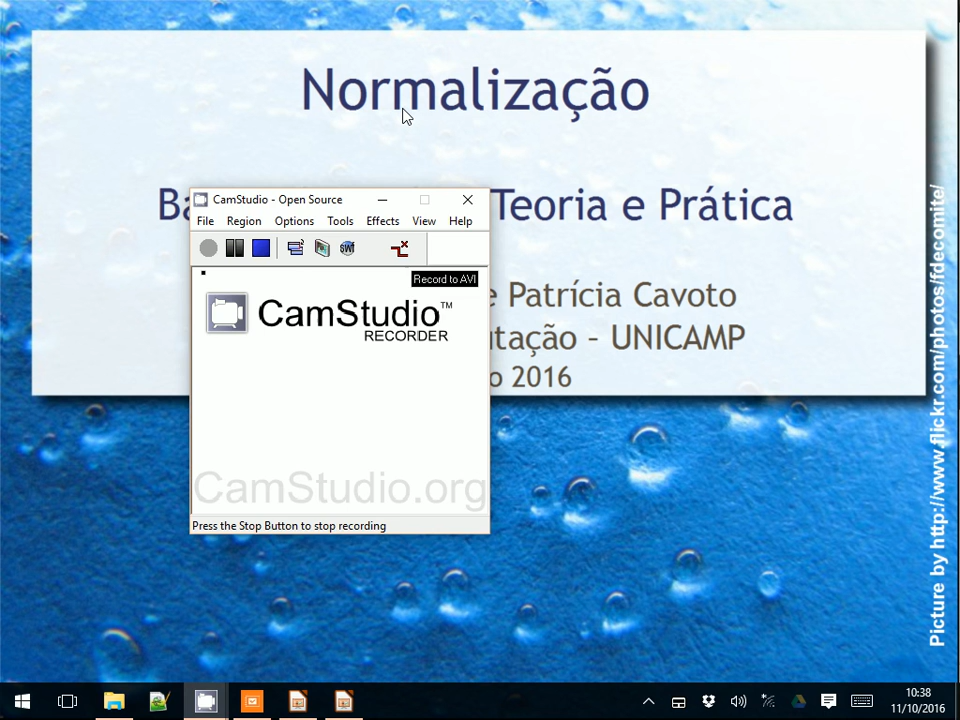 Normalização
Teoria e Prática
e Patrícia Cavoto
– UNICAMP
2016
CamStudio - Open Source
File Region Options Tools Effects View Help
SWF
Record to AVI
CamStudio™
RECORDER
CamStudio.org
Press the Stop Button to stop recording
Picture by http://www.flickr.com/photos/fdecomite/
10:38
11/10/2016